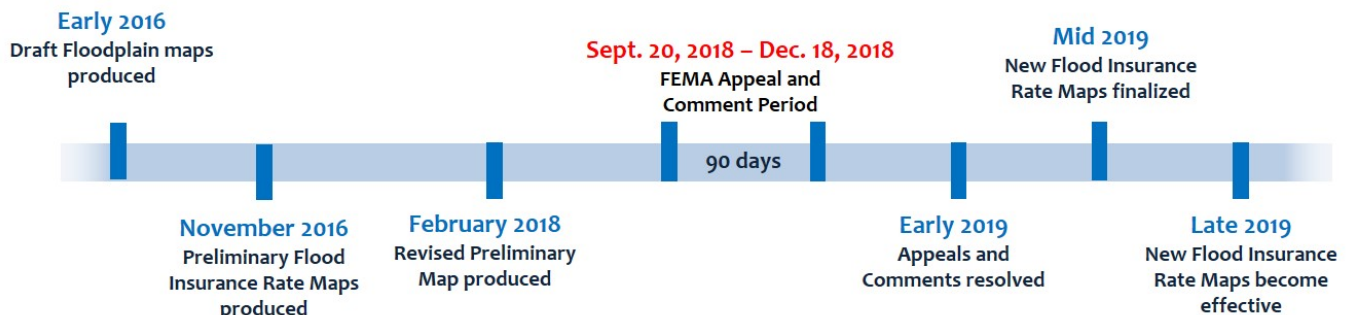 Early 2016
Draft Floodplain maps
produced
November 2016
Preliminary Flood
Insurance Rate Maps
produced
February 2018
Revised Preliminary
Map produced
Sept. 20, 2018 – Dec. 18, 2018
FEMA Appeal and
Comment Period
90 days
Early 2019
Appeals and
Comments resolved
Mid 2019
New Flood Insurance
Rate Maps finalized
Late 2019
New Flood Insurance
Rate Maps become
effective